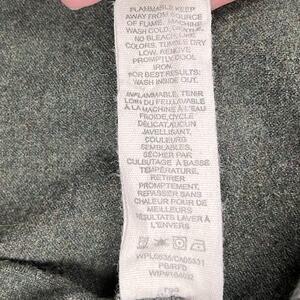 FLAMMABLE KEEP
AWAY FROM SOURCE
OF FLAME. MACHINE
WASH COLD, GENTLE,
NO BLEACH, LIKE
COLORS, TUMBLE DRY
LOW, REMOVE
PROMPTLY, COOL
IRON.
FOR BEST RESULTS:
WASH INSIDE OUT.
INFLAMMABLE, TENIR
LOIN DU FEU. LAVABLE
À LA MACHINE À L'EAU
FROIDE, CYCLE
DÉLICAT, AUCUN
JAVELLISANT,
COULEURS
SEMBLABLES,
SÉCHER PAR
CULBUTAGE À BASSE
TEMPÉRATURE,
RETIRER
PROMPTEMENT,
REPASSER SANS
CHALEUR POUR DE
MEILLEURS
RÉSULTATS LAVER À
L'ENVERS
PB/RFD